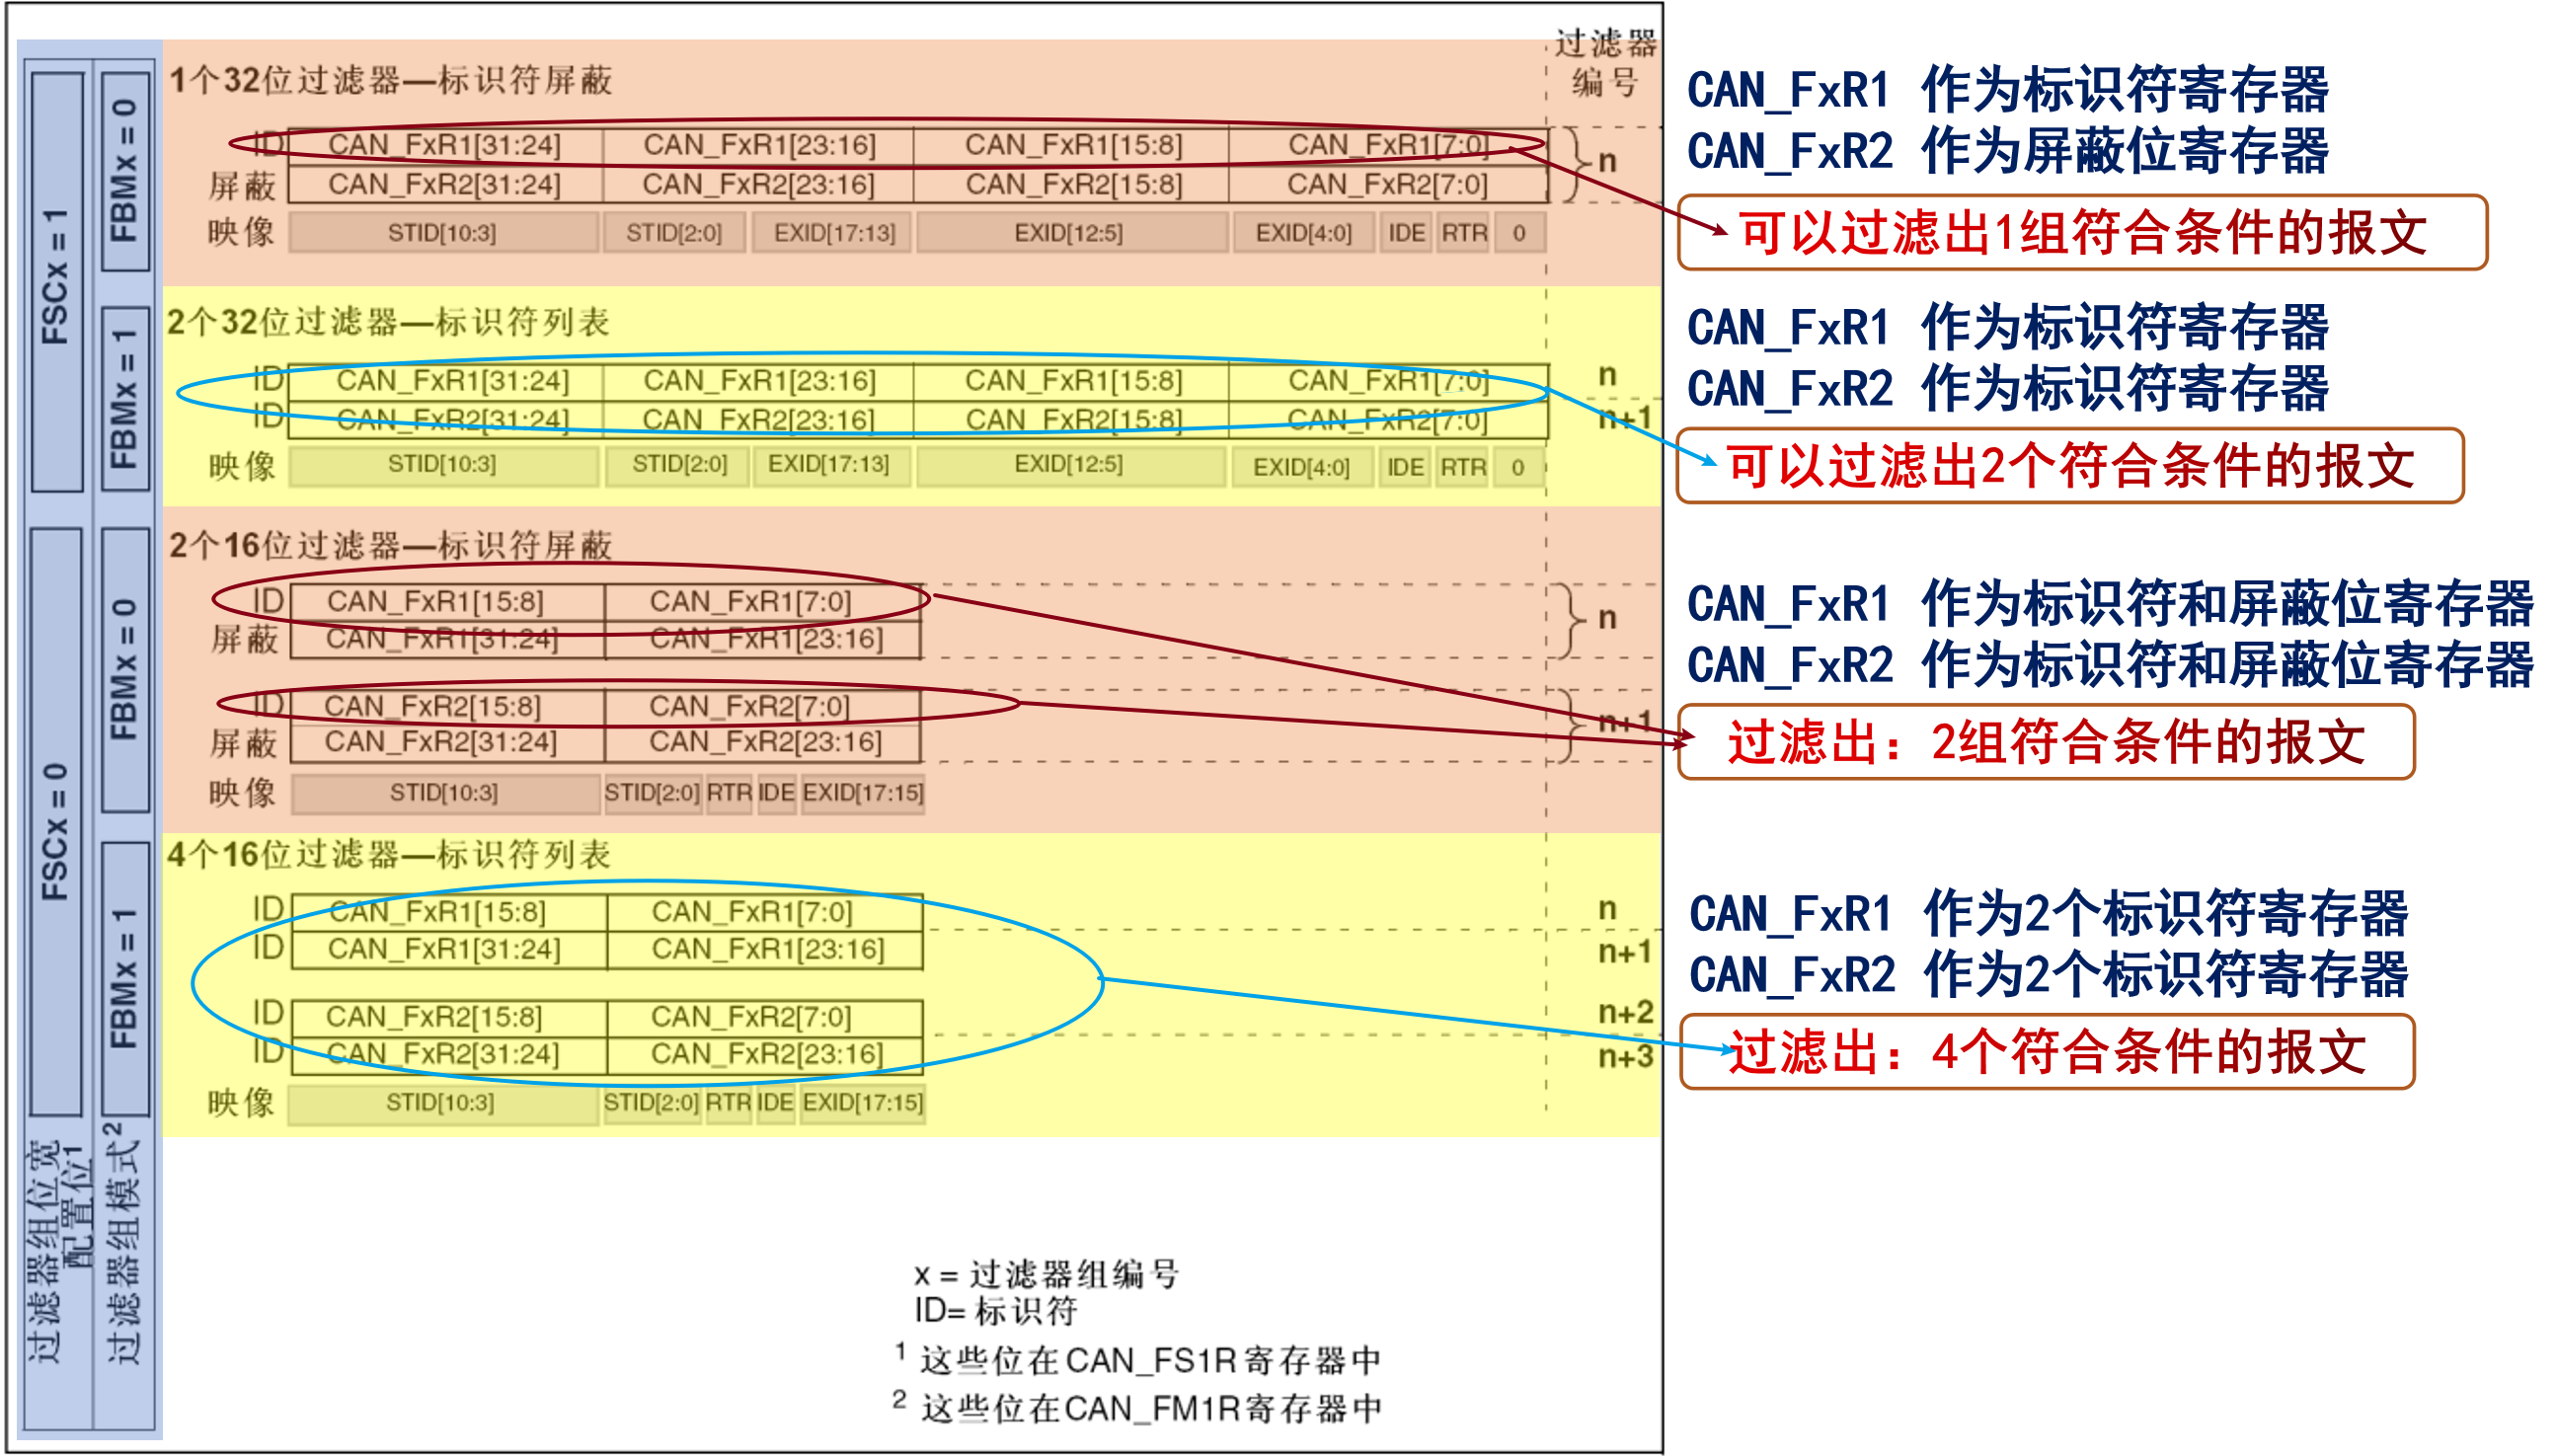 过滤器
编号
FSCx = 1
FBMx = 0
1个32位过滤器—标识符屏蔽
ID CAN_FxR1[31:24] CAN_FxR1[23:16] CAN_FxR1[15:8] CAN_FxR1[7:0]
屏蔽 CAN_FxR2[31:24] CAN_FxR2[23:16] CAN_FxR2[15:8] CAN_FxR2[7:0]
n
映像 STID[10:3] STID[2:0] EXID[17:13] EXID[12:5] EXID[4:0] IDE RTR 0
CAN_FxR1 作为标识符寄存器
CAN_FxR2 作为屏蔽位寄存器
可以过滤出1组符合条件的报文
FBMx = 1
2个32位过滤器—标识符列表
ID CAN_FxR1[31:24] CAN_FxR1[23:16] CAN_FxR1[15:8] CAN_FxR1[7:0] n
ID CAN_FxR2[31:24] CAN_FxR2[23:16] CAN_FxR2[15:8] CAN_FxR2[7:0] n+1
映像 STID[10:3] STID[2:0] EXID[17:13] EXID[12:5] EXID[4:0] IDE RTR 0
CAN_FxR1 作为标识符寄存器
CAN_FxR2 作为标识符寄存器
可以过滤出2个符合条件的报文
FSCx = 0
FBMx = 0
2个16位过滤器—标识符屏蔽
ID CAN_FxR1[15:8] CAN_FxR1[7:0]
屏蔽 CAN_FxR1[31:24] CAN_FxR1[23:16]
n
ID CAN_FxR2[15:8] CAN_FxR2[7:0]
屏蔽 CAN_FxR2[31:24] CAN_FxR2[23:16]
n+1
映像 STID[10:3] STID[2:0] RTR IDE EXID[17:15]
CAN_FxR1 作为标识符和屏蔽位寄存器
CAN_FxR2 作为标识符和屏蔽位寄存器
过滤出：2组符合条件的报文
FBMx = 1
4个16位过滤器—标识符列表
ID CAN_FxR1[15:8] CAN_FxR1[7:0] n
ID CAN_FxR1[31:24] CAN_FxR1[23:16] n+1
ID CAN_FxR2[15:8] CAN_FxR2[7:0] n+2
ID CAN_FxR2[31:24] CAN_FxR2[23:16] n+3
映像 STID[10:3] STID[2:0] RTR IDE EXID[17:15]
CAN_FxR1 作为2个标识符寄存器
CAN_FxR2 作为2个标识符寄存器
过滤出：4个符合条件的报文
过滤器组位宽
配置位1
过滤器组模式2
x = 过滤器组编号
ID= 标识符
1 这些位在CAN_FS1R寄存器中
2 这些位在CAN_FM1R寄存器中